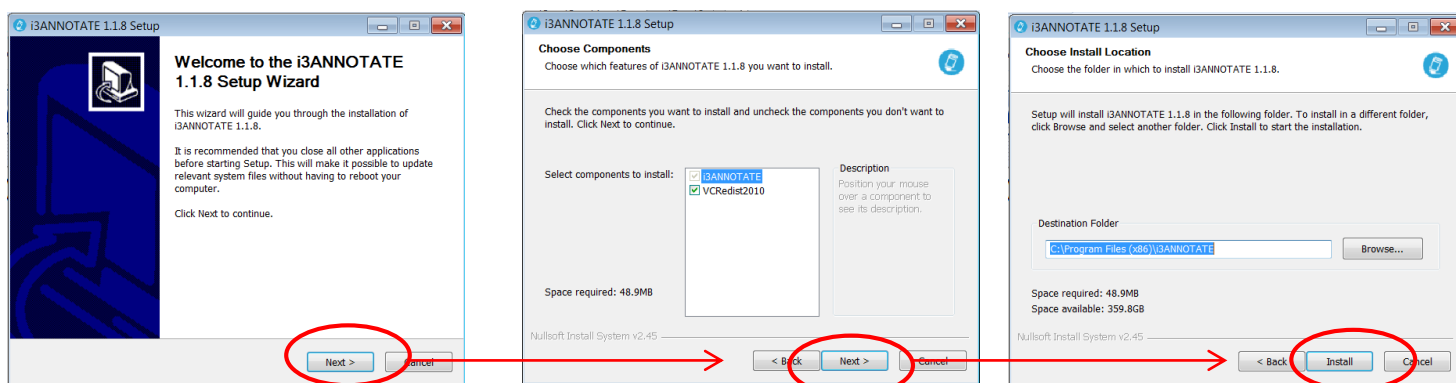 i3ANNOTATE 1.1.8 Setup
Welcome to the i3ANNOTATE
1.1.8 Setup Wizard
This wizard will guide you through the installation of
i3ANNOTATE 1.1.8.
It is recommended that you close all other applications
before starting Setup. This will make it possible to update
relevant system files without having to reboot your
computer.
Click Next to continue.
Next >
Cancel
i3ANNOTATE 1.1.8 Setup
Choose Components
Choose which features of i3ANNOTATE 1.1.8 you want to install.
Check the components you want to install and uncheck the components you don't want to
install. Click Next to continue.
Select components to install:
i3ANNOTATE
VCRedist2010
Description
Position your mouse
over a component to
see its description.
Space required: 48.9MB
Nullsoft Install System v2.45
< Back
Next >
Cancel
i3ANNOTATE 1.1.8 Setup
Choose Install Location
Choose the folder in which to install i3ANNOTATE 1.1.8.
Setup will install i3ANNOTATE 1.1.8 in the following folder. To install in a different folder,
click Browse and select another folder. Click Install to start the installation.
Destination Folder
C:\Program Files (x86)\i3ANNOTATE
Browse...
Space required: 48.9MB
Space available: 359.8GB
Nullsoft Install System v2.45
< Back
Install
Cancel